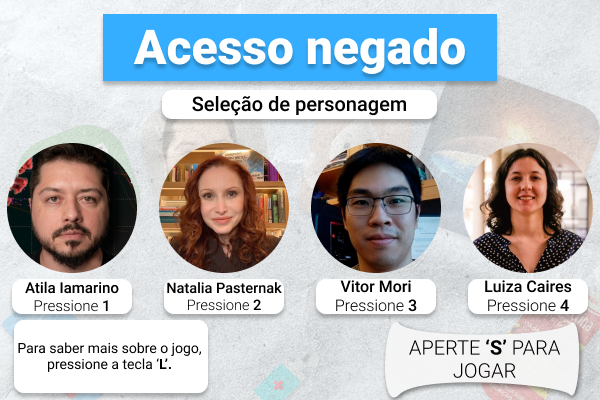 Acesso negado
Seleção de personagem
Atila Iamarino
Pressione 1
Natalia Pasternak
Pressione 2
Vitor Mori
Pressione 3
Luiza Caires
Pressione 4
Para saber mais sobre o jogo,
pressione a tecla ‘L’.
APERTE ‘S’ PARA
JOGAR